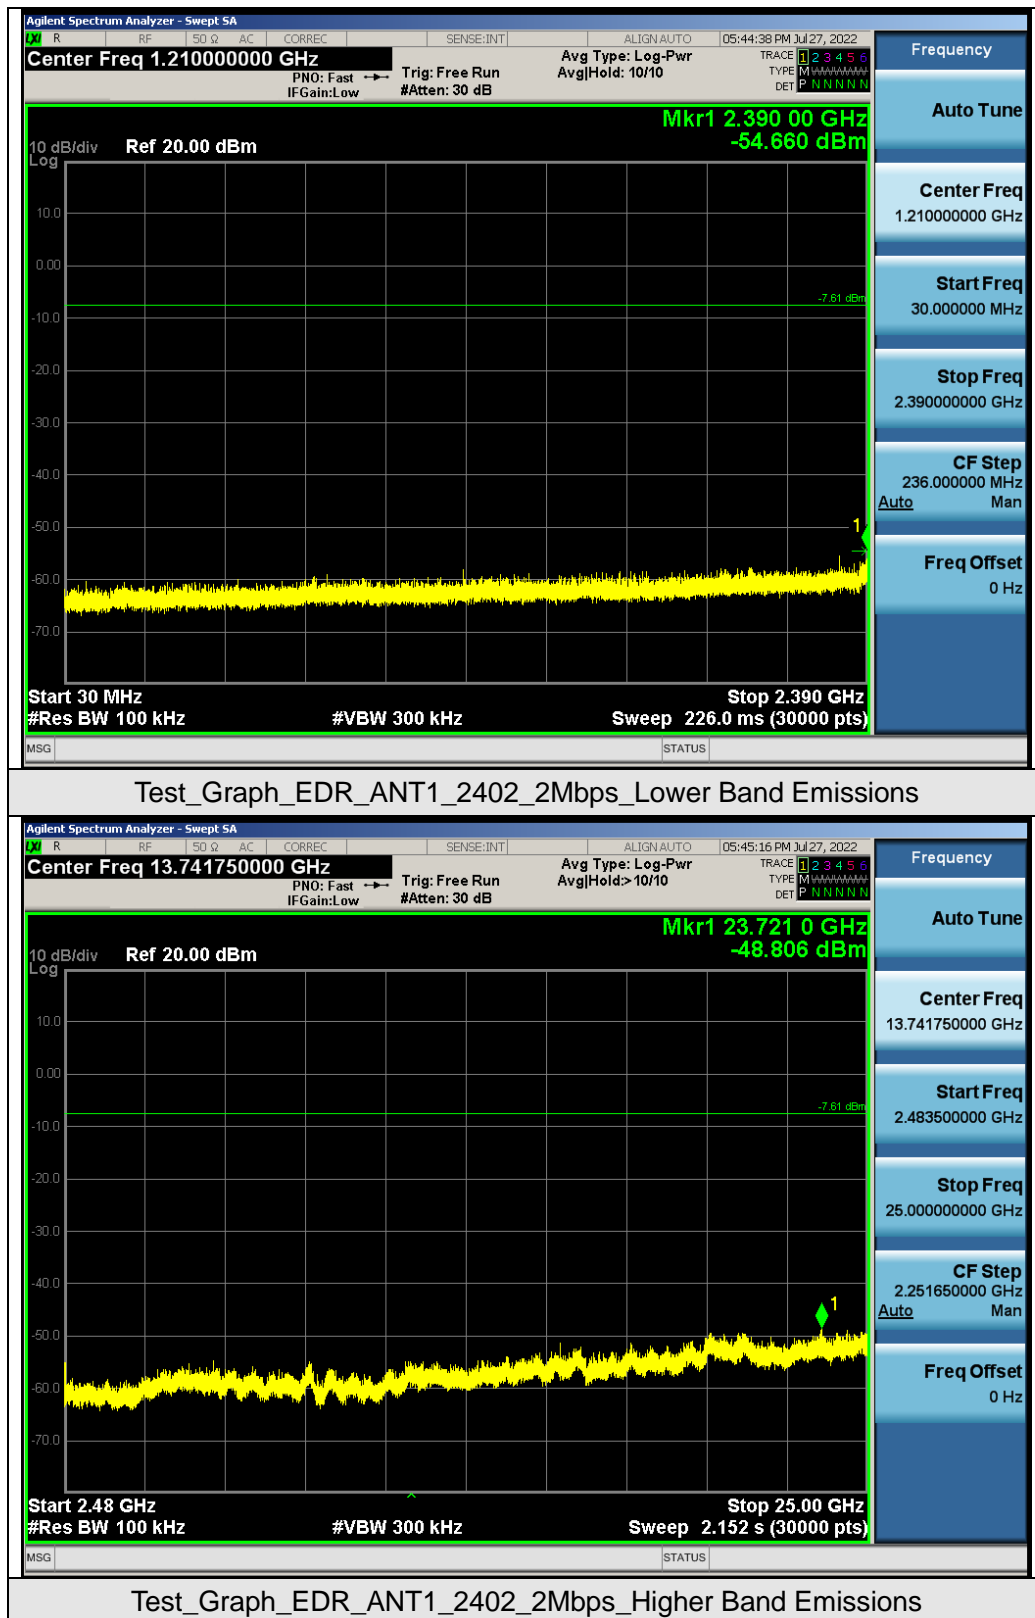 Agilent Spectrum Analyzer - Swept SA
LXI R RF 50 Ω AC CORREC SENSE:INT ALIGN AUTO 05:44:38 PM Jul 27, 2022
Center Freq 1.210000000 GHz
PNO: Fast
IFGain:Low
Trig: Free Run
#Atten: 30 dB
Avg Type: Log-Pwr
Avg|Hold: 10/10
TRACE 1 2 3 4 5 6
TYPE M WWWWW
DET P N N N N N
Frequency
Auto Tune
Center Freq
1.210000000 GHz
Start Freq
30.000000 MHz
Stop Freq
2.390000000 GHz
CF Step
236.000000 MHz
Auto Man
Freq Offset
0 Hz
Mkr1 2.390 00 GHz
-54.660 dBm
10 dB/div Ref 20.00 dBm
Log
10.0
0.00
-7.61 dBm
-10.0
-20.0
-30.0
-40.0
-50.0
1
-60.0
-70.0
Start 30 MHz Stop 2.390 GHz
#Res BW 100 kHz #VBW 300 kHz Sweep 226.0 ms (30000 pts)
MSG STATUS
Test_Graph_EDR_ANT1_2402_2Mbps_Lower Band Emissions
Agilent Spectrum Analyzer - Swept SA
LXI R RF 50 Ω AC CORREC SENSE:INT ALIGN AUTO 05:45:16 PM Jul 27, 2022
Center Freq 13.741750000 GHz
PNO: Fast
IFGain:Low
Trig: Free Run
#Atten: 30 dB
Avg Type: Log-Pwr
Avg|Hold:> 10/10
TRACE 1 2 3 4 5 6
TYPE M WWWWW
DET P N N N N N
Frequency
Auto Tune
Center Freq
13.741750000 GHz
Start Freq
2.483500000 GHz
Stop Freq
25.000000000 GHz
CF Step
2.251650000 GHz
Auto Man
Freq Offset
0 Hz
Mkr1 23.721 0 GHz
-48.806 dBm
10 dB/div Ref 20.00 dBm
Log
10.0
0.00
-7.61 dBm
-10.0
-20.0
-30.0
-40.0
1
-50.0
-60.0
-70.0
Start 2.48 GHz Stop 25.00 GHz
#Res BW 100 kHz #VBW 300 kHz Sweep 2.152 s (30000 pts)
MSG STATUS
Test_Graph_EDR_ANT1_2402_2Mbps_Higher Band Emissions